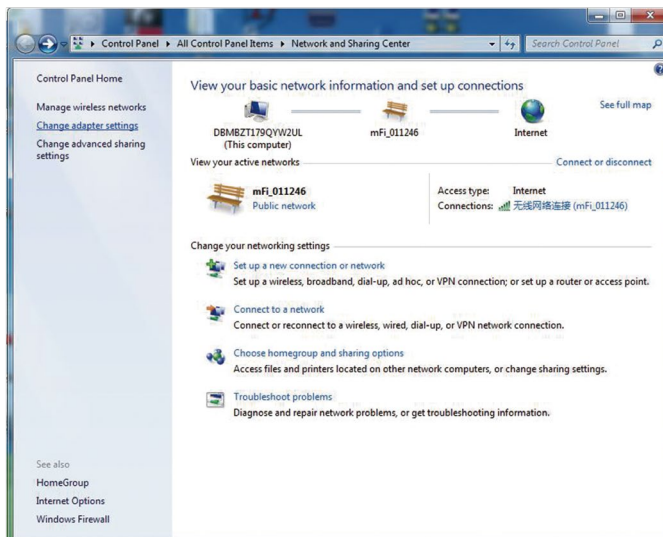 Control Panel ▸ All Control Panel Items ▸ Network and Sharing Center
Search Control Panel
Control Panel Home
Manage wireless networks
Change adapter settings
Change advanced sharing
settings
See also
HomeGroup
Internet Options
Windows Firewall
View your basic network information and set up connections
See full map
DBMBZT179QYW2UL
(This computer)
mFi_011246
Internet
View your active networks
Connect or disconnect
mFi_011246
Public network
Access type: Internet
Connections: 无线网络连接 (mFi_011246)
Change your networking settings
Set up a new connection or network
Set up a wireless, broadband, dial-up, ad hoc, or VPN connection; or set up a router or access point.
Connect to a network
Connect or reconnect to a wireless, wired, dial-up, or VPN network connection.
Choose homegroup and sharing options
Access files and printers located on other network computers, or change sharing settings.
Troubleshoot problems
Diagnose and repair network problems, or get troubleshooting information.